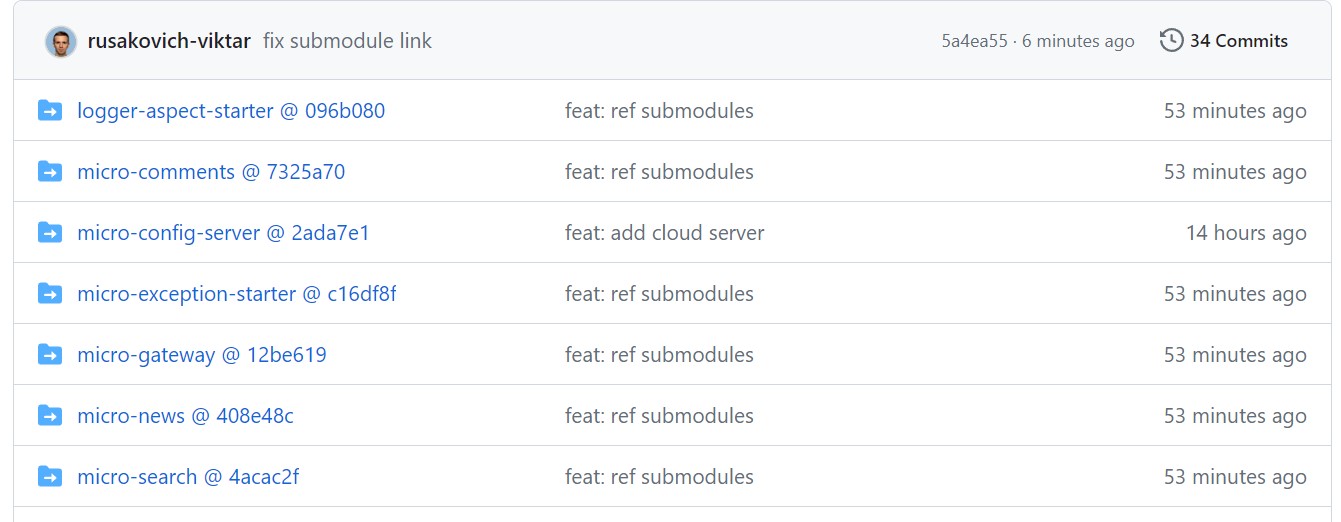 rusakovich-viktar fix submodule link 5a4ea55 · 6 minutes ago 34 Commits
logger-aspect-starter @ 096b080 feat: ref submodules 53 minutes ago
micro-comments @ 7325a70 feat: ref submodules 53 minutes ago
micro-config-server @ 2ada7e1 feat: add cloud server 14 hours ago
micro-exception-starter @ c16df8f feat: ref submodules 53 minutes ago
micro-gateway @ 12be619 feat: ref submodules 53 minutes ago
micro-news @ 408e48c feat: ref submodules 53 minutes ago
micro-search @ 4acac2f feat: ref submodules 53 minutes ago